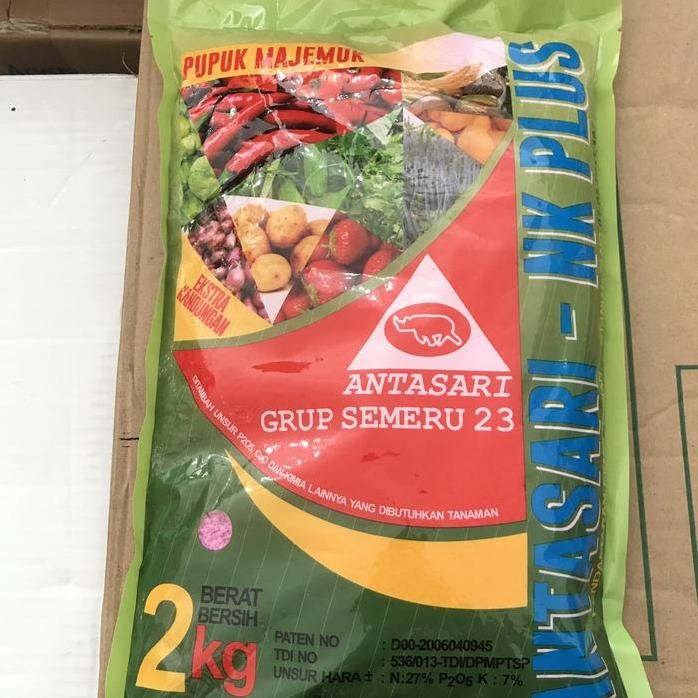 PUPUK MAJEMUK
EKSTRA
KANDUNGAN
ANTASARI
GRUP SEMERU 23
DITAMBAH UNSUR P2O5, CaO DAN KIMIA LAINNYA YANG DIBUTUHKAN TANAMAN
ANTASARI - NK PLUS
2 kg
BERAT
BERSIH
PATEN NO : D00-2006040945
TDI NO : 536/013-TDI/DPMPTSP
UNSUR HARA ± : N:27% P2O5 K : 7%